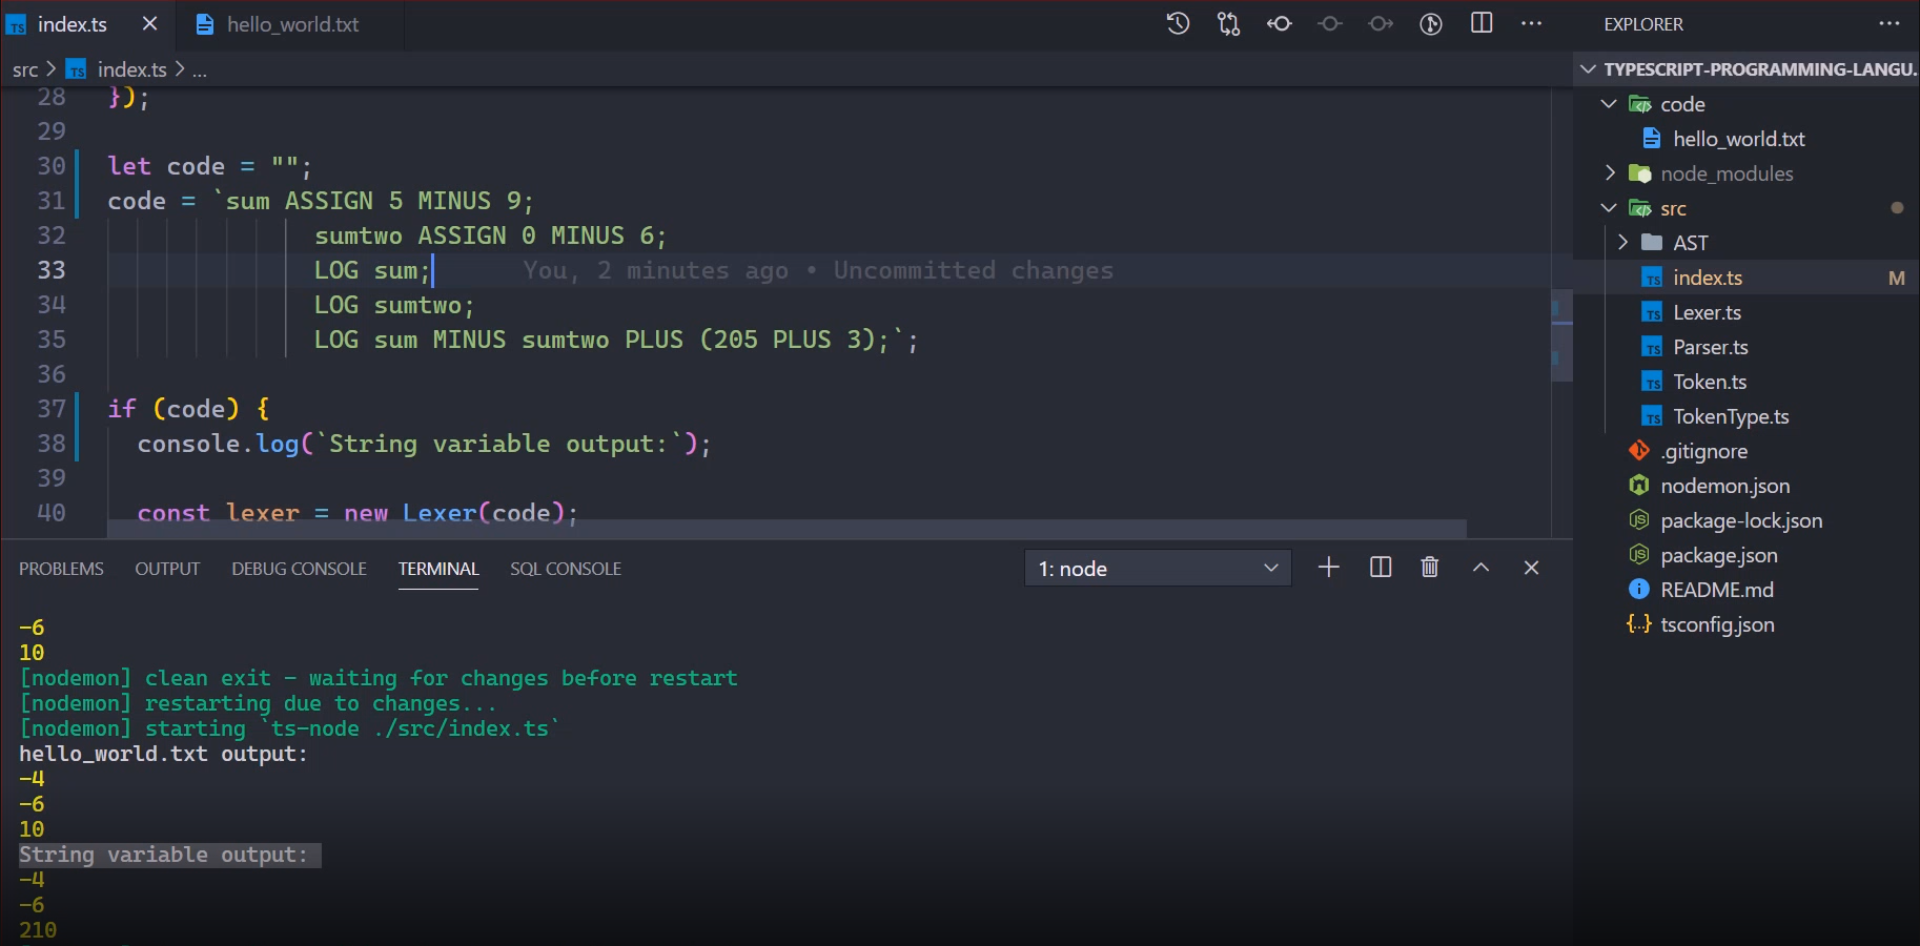 index.ts
hello_world.txt
EXPLORER
src > index.ts > ...
TYPESCRIPT-PROGRAMMING-LANGU...
code
hello_world.txt
node_modules
src
AST
index.ts M
Lexer.ts
Parser.ts
Token.ts
TokenType.ts
.gitignore
nodemon.json
package-lock.json
package.json
README.md
tsconfig.json
28 });
29
30 let code = "";
31 code = `sum ASSIGN 5 MINUS 9;
32 sumtwo ASSIGN 0 MINUS 6;
33 LOG sum; You, 2 minutes ago • Uncommitted changes
34 LOG sumtwo;
35 LOG sum MINUS sumtwo PLUS (205 PLUS 3);`;
36
37 if (code) {
38 console.log(`String variable output:`);
39
40 const lexer = new Lexer(code);
PROBLEMS OUTPUT DEBUG CONSOLE TERMINAL SQL CONSOLE 1: node
-6
10
[nodemon] clean exit - waiting for changes before restart
[nodemon] restarting due to changes...
[nodemon] starting `ts-node ./src/index.ts`
hello_world.txt output:
-4
-6
10
String variable output:
-4
-6
210